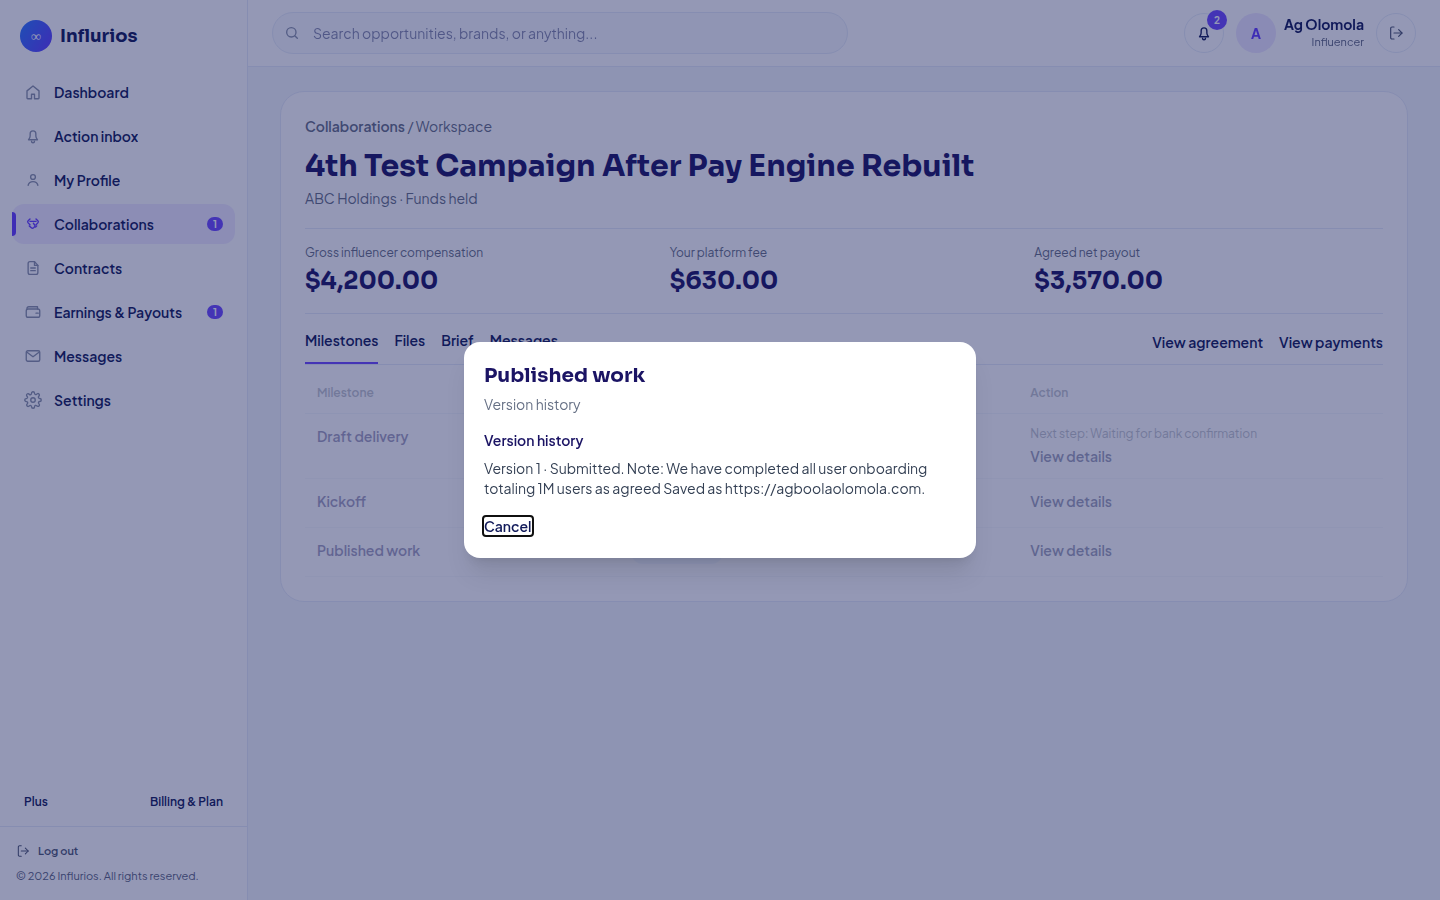 ∞ Influrios
Search opportunities, brands, or anything...
2
A
Ag Olomola
Influencer
Dashboard
Action inbox
My Profile
Collaborations 1
Contracts
Earnings & Payouts 1
Messages
Settings
Plus
Billing & Plan
Log out
© 2026 Influrios. All rights reserved.
Collaborations / Workspace
4th Test Campaign After Pay Engine Rebuilt
ABC Holdings · Funds held
Gross influencer compensation
$4,200.00
Your platform fee
$630.00
Agreed net payout
$3,570.00
Milestones Files Brief Messages
View agreement View payments
Milestone
Action
Draft delivery
Next step: Waiting for bank confirmation
View details
Kickoff
View details
Published work
View details
Published work
Version history
Version history
Version 1 · Submitted. Note: We have completed all user onboarding
totaling 1M users as agreed Saved as https://agboolaolomola.com.
Cancel